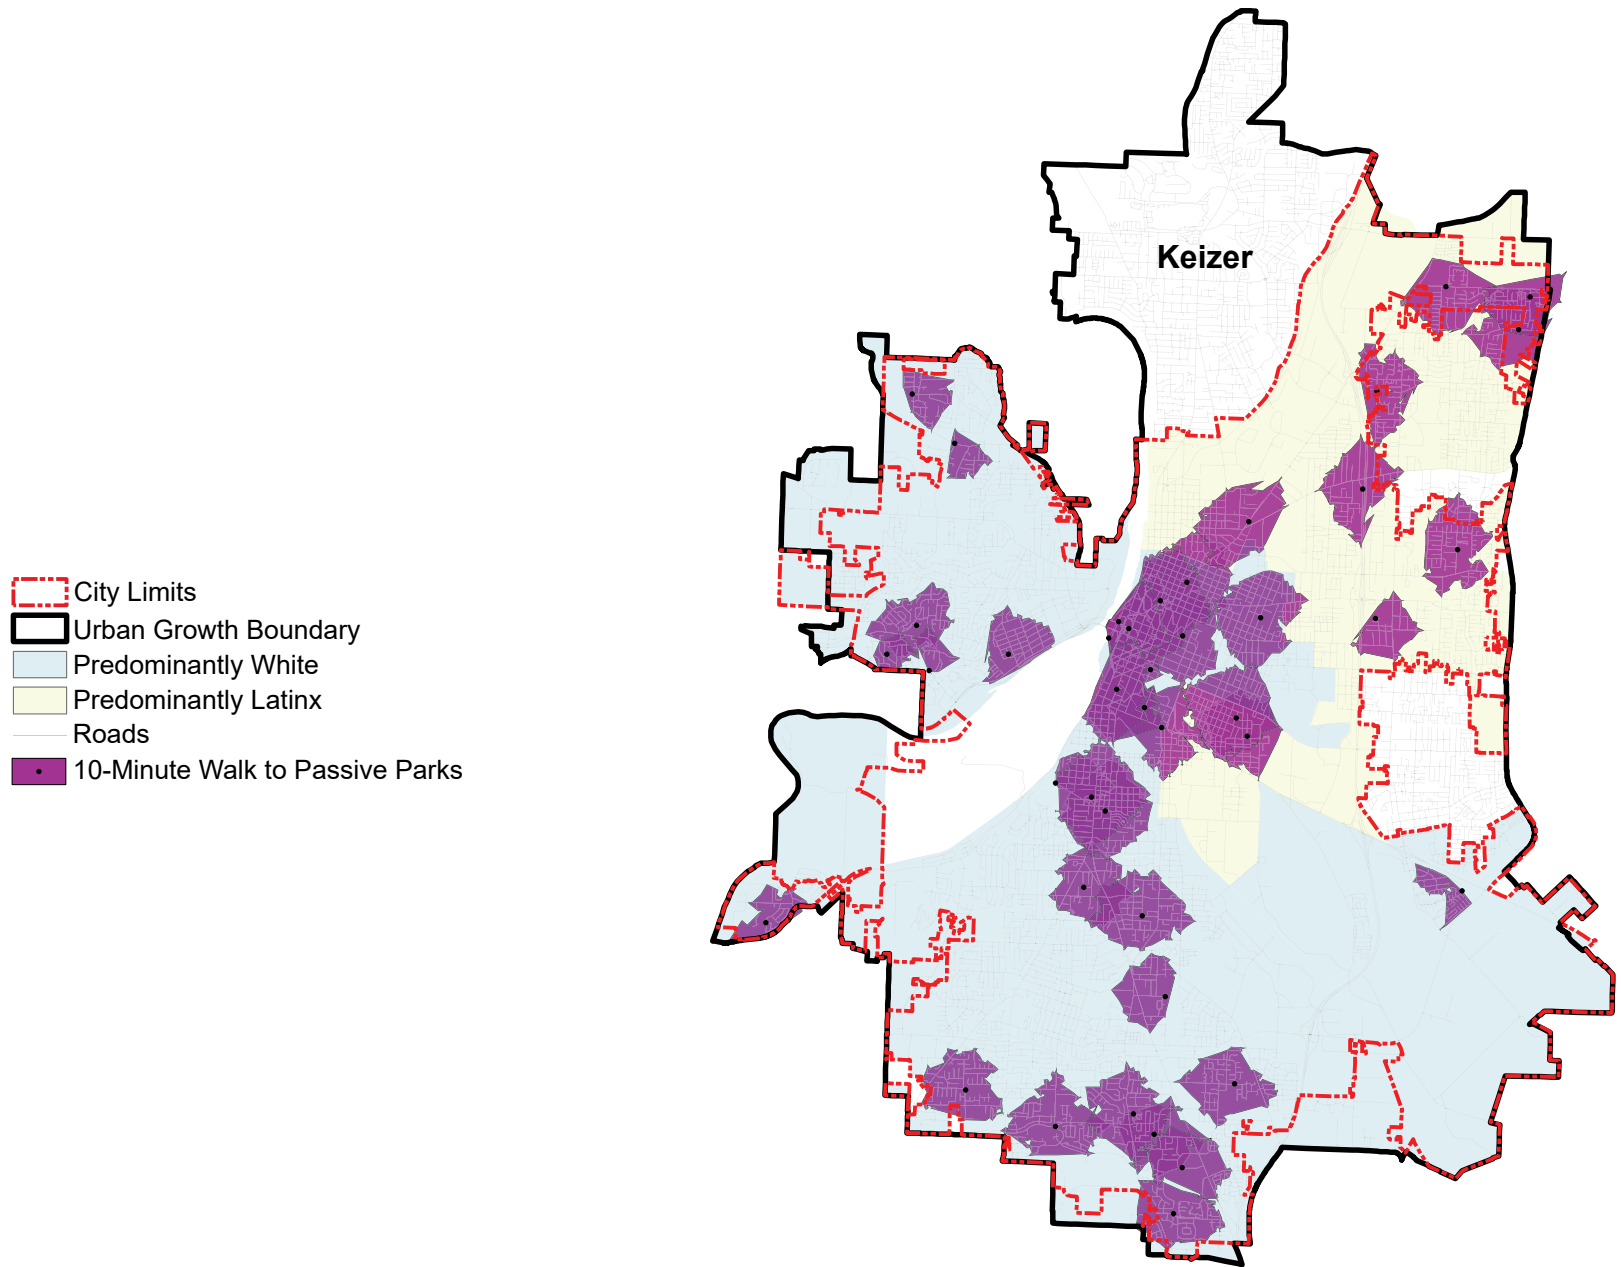 Keizer
City Limits
Urban Growth Boundary
Predominantly White
Predominantly Latinx
Roads
10-Minute Walk to Passive Parks